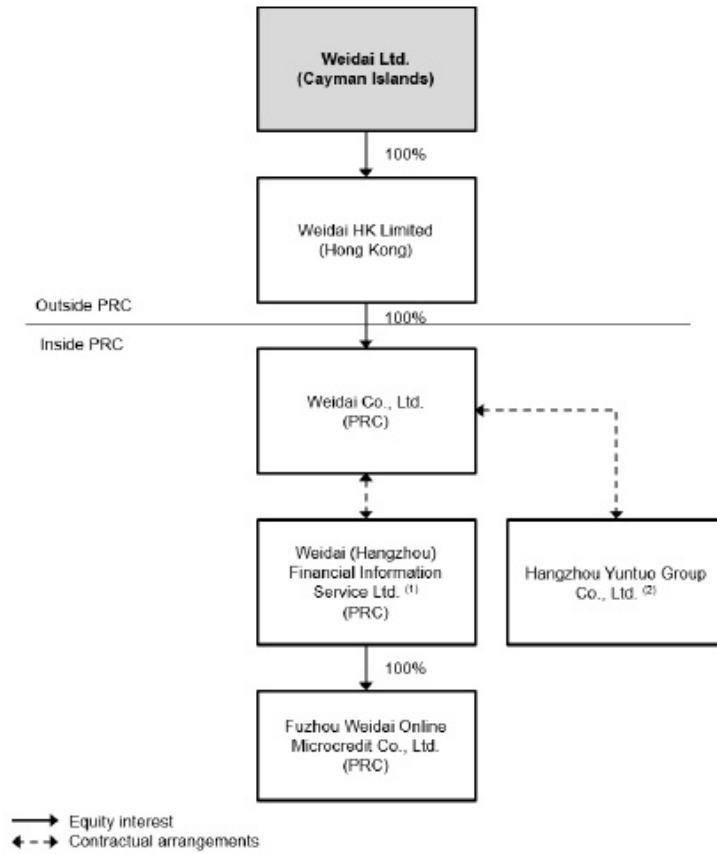 Weidai Ltd.
(Cayman Islands)
100%
Weidai HK Limited
(Hong Kong)
Outside PRC
100%
Inside PRC
Weidai Co., Ltd.
(PRC)
Weidai (Hangzhou)
Financial Information
Service Ltd. (1)
(PRC)
Hangzhou Yuntuo Group
Co., Ltd. (2)
100%
Fuzhou Weidai Online
Microcredit Co., Ltd.
(PRC)
Equity interest
Contractual arrangements